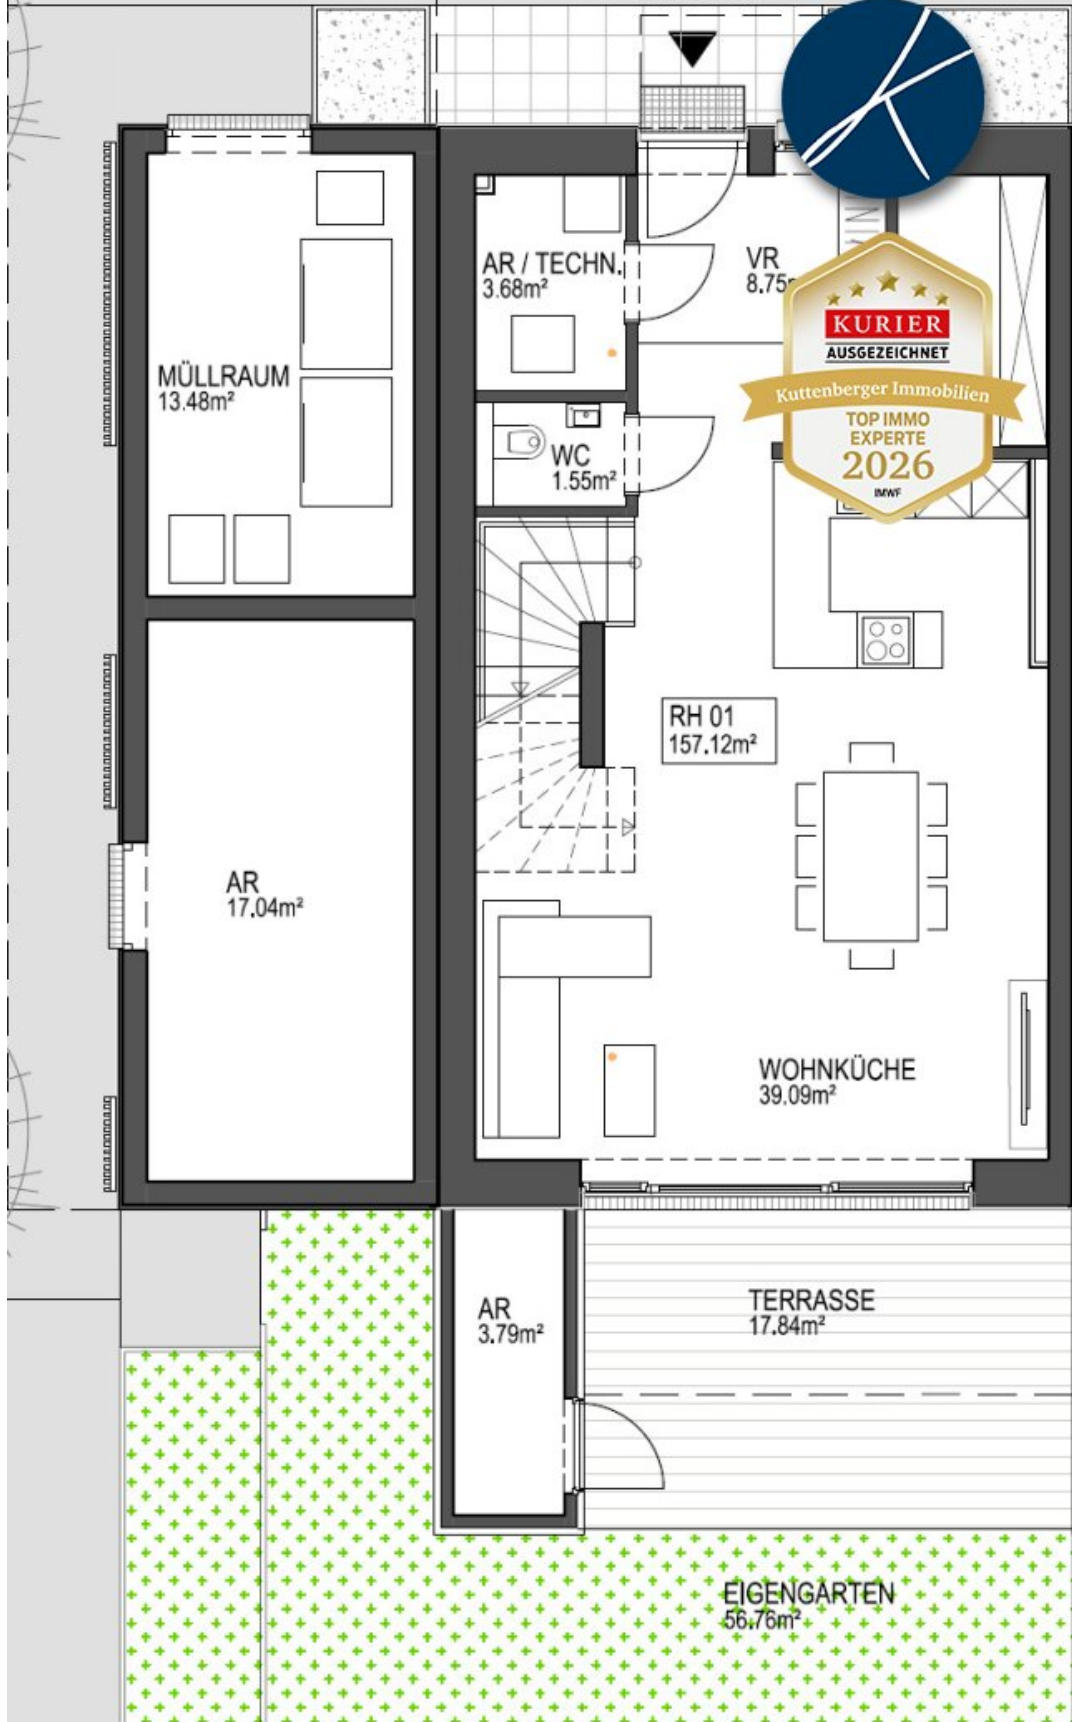 AR / TECHN.
3.68m²
VR
KURIER
AUSGEZEICHNET
Kuttenberger Immobilien
TOP IMMO
EXPERTE
2026
IMWF
MÜLLRAUM
13.48m²
WC
1.55m²
RH 01
157.12m²
AR
17.04m²
WOHNKÜCHE
39.09m²
AR
3.79m²
TERRASSE
17.84m²
EIGENGARTEN
56.76m²